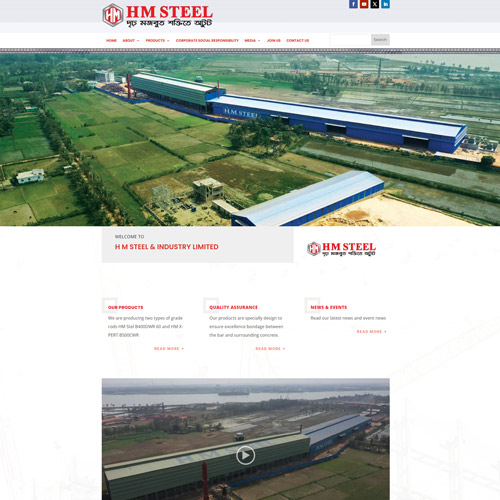 HM STEEL
দৃঢ় মজবুত শক্তিতে অটুট
HOME ABOUT PRODUCTS CORPORATE SOCIAL RESPONSIBILITY MEDIA JOIN US CONTACT US
Search
H.M STEEL
WELCOME TO
H M STEEL & INDUSTRY LIMITED
HM STEEL
দৃঢ় মজবুত শক্তিতে অটুট
OUR PRODUCTS
We are producing two types of grade
rods HM Stel B400DWR 60 and HM X-
PERT B500CWR
READ MORE
QUALITY ASSURANCE
Our products are specially design to
ensure excellence bondage between
the bar and surrounding concrete.
READ MORE
NEWS & EVENTS
Read our latest news and event news
READ MORE